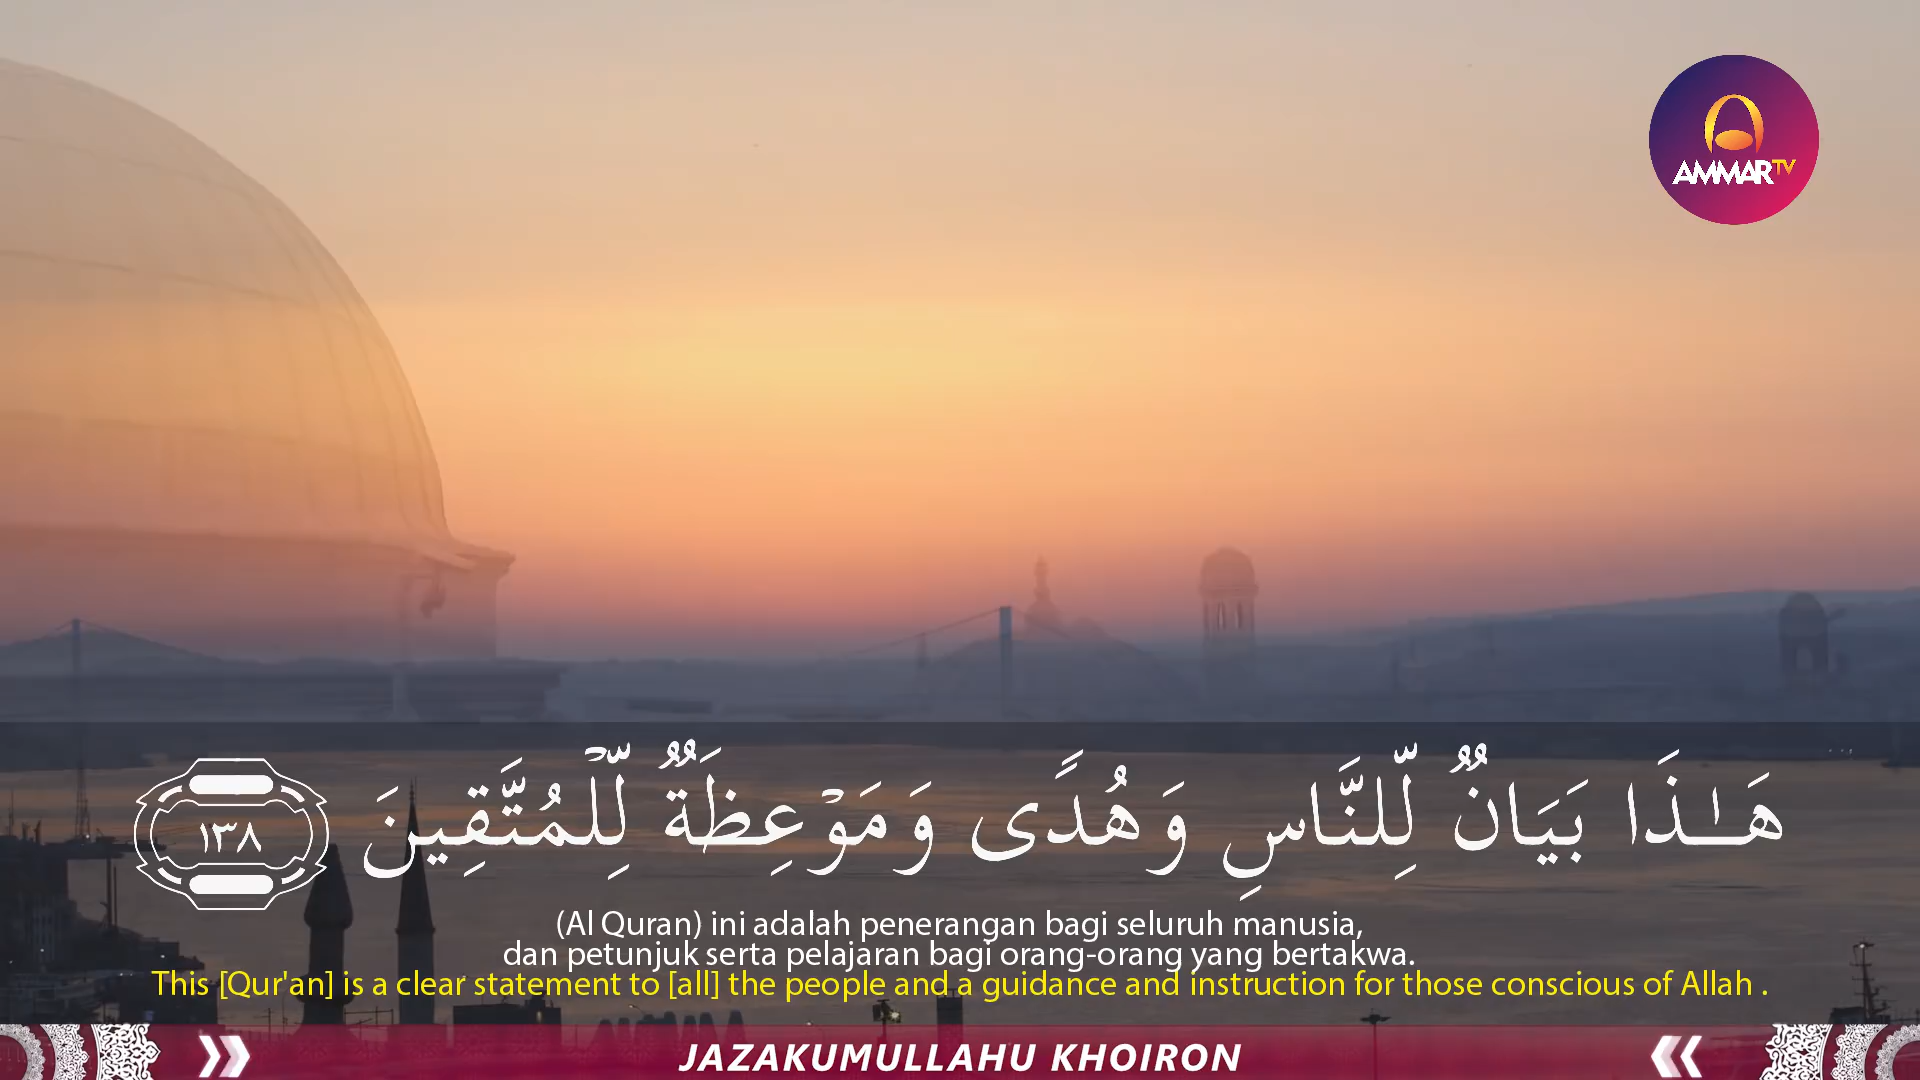 AMMARTV
هَـٰذَا بَيَانٌ لِّلنَّاسِ وَهُدًى وَمَوْعِظَةٌ لِّلْمُتَّقِينَ ١٣٨
(Al Quran) ini adalah penerangan bagi seluruh manusia,
dan petunjuk serta pelajaran bagi orang-orang yang bertakwa.
This [Qur'an] is a clear statement to [all] the people and a guidance and instruction for those conscious of Allah .
JAZAKUMULLAHU KHOIRON